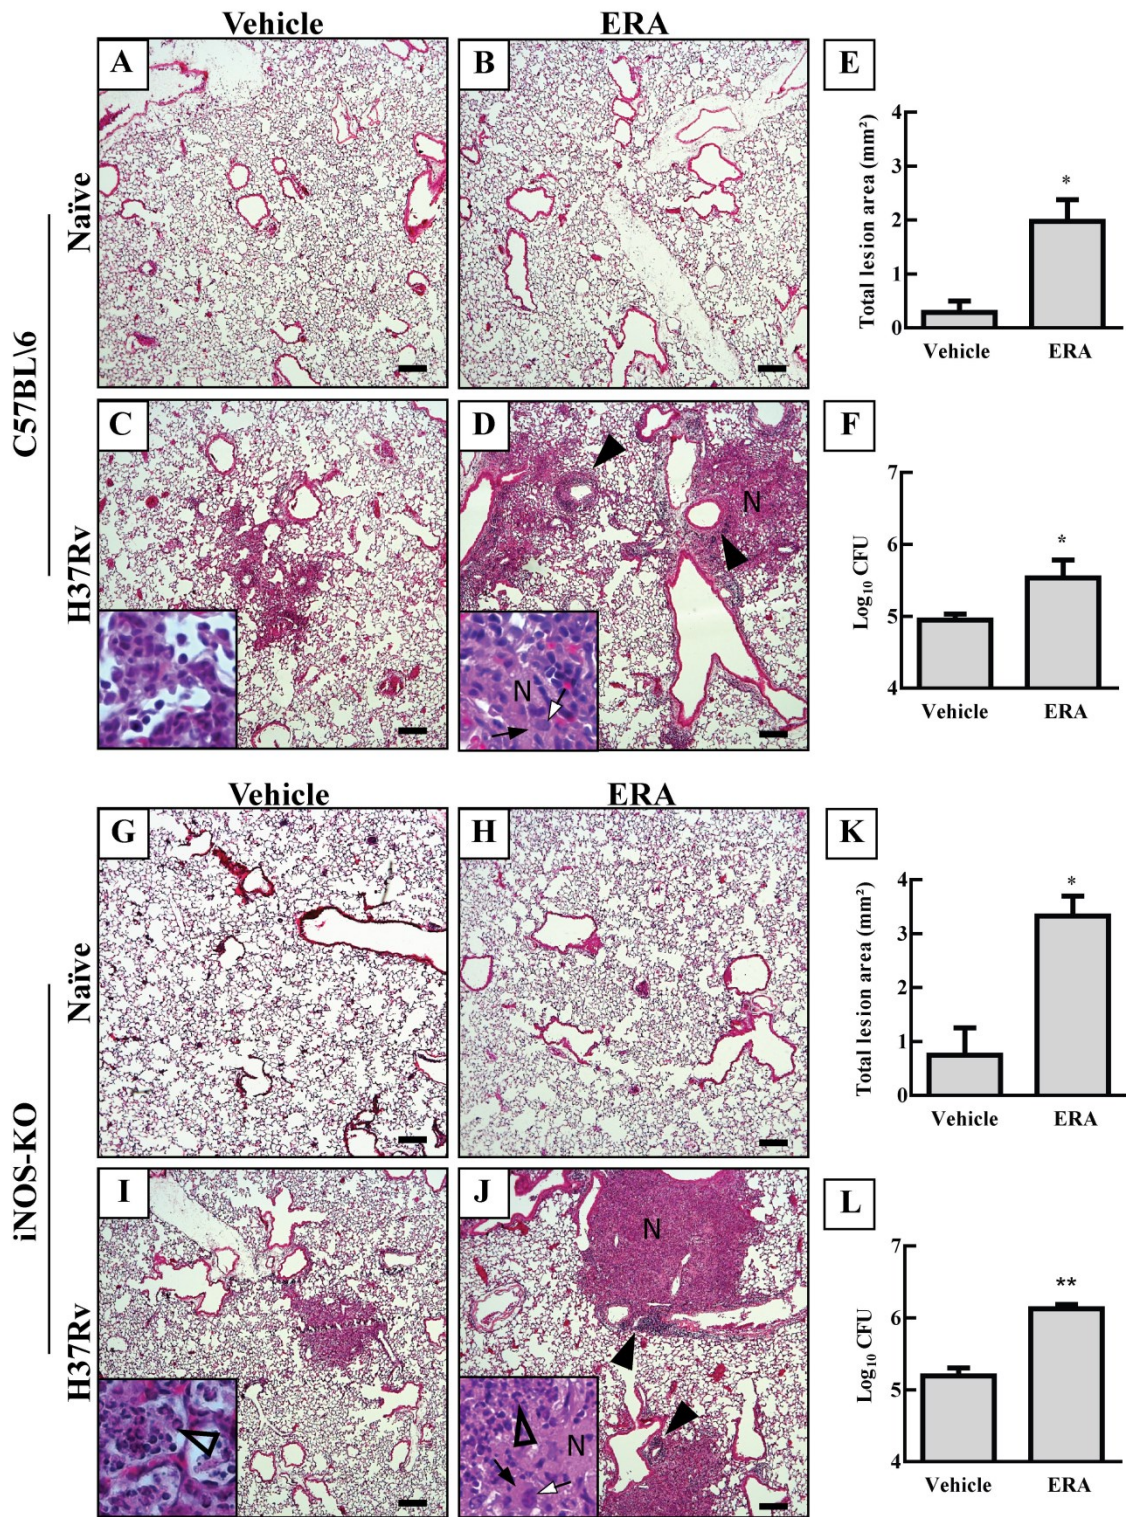 Vehicle
ERA
C57BL\6
Naïve
A
B
E
Total lesion area (mm²)
4
3
2
1
0
*
Vehicle
ERA
H37Rv
C
D
N
N
F
Log₁₀ CFU
7
6
5
4
*
Vehicle
ERA
Vehicle
ERA
iNOS-KO
Naïve
G
H
K
Total lesion area (mm²)
4
3
2
1
0
*
Vehicle
ERA
H37Rv
I
J
N
N
L
Log₁₀ CFU
7
6
5
4
**
Vehicle
ERA